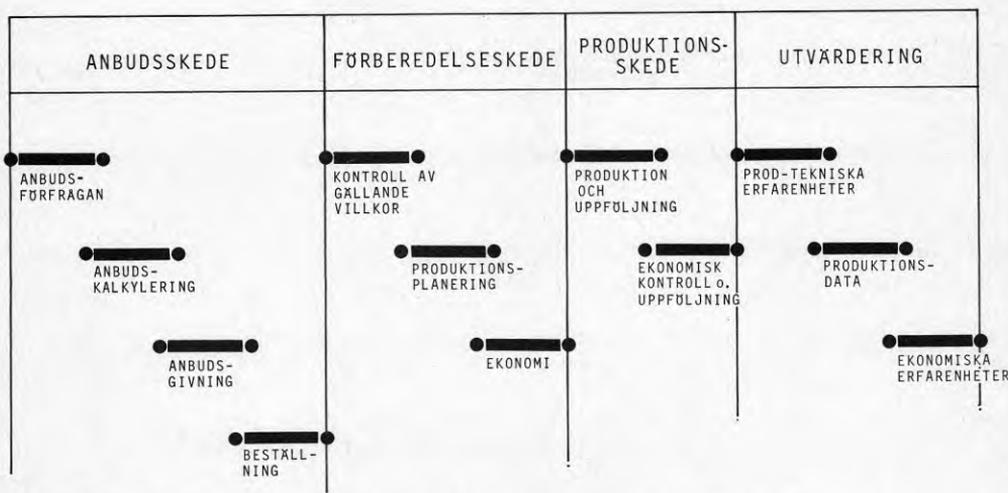 ANBUDSSKEDE
FÖRBEREDELSESKEDE
PRODUKTIONS-
SKEDE
UTVÄRDERING
ANBUDS-
FÖRFRÅGAN
ANBUDS-
KALKYLERING
ANBUDS-
GIVNING
BESTÄLL-
NING
KONTROLL AV
GÄLLANDE
VILLKOR
PRODUKTIONS-
PLANERING
EKONOMI
PRODUKTION
OCH
UPPFÖLJNING
EKONOMISK
KONTROLL o.
UPPFÖLJNING
PROD-TEKNISKA
ERFARENHETER
PRODUKTIONS-
DATA
EKONOMISKA
ERFARENHETER